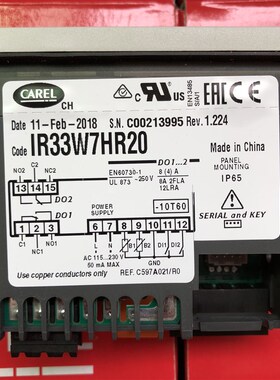 CAREL CH
c UR US EN13485 S/A/1 EAC CE
Date 11-Feb-2018 S.N. C00213995 Rev.1.224
Code IR33W7HR20 Made in China
NO2 C2 NC2
13 14 15
DO2
DO1
1 2 3
C1 NC1
NO1
DO1...2
EN60730-1 UL 873 ~250 V 8 (4) A 8A 2FLA 12LRA
PANEL MOUNTING
IP65
POWER SUPPLY
-10T60
6 7 8 9 10 11 12
B1 B2 DI1 DI2
AC 115...230 V 50 mA MAX
GND
SERIAL and KEY
Use copper conductors only REF. C597A021/R0